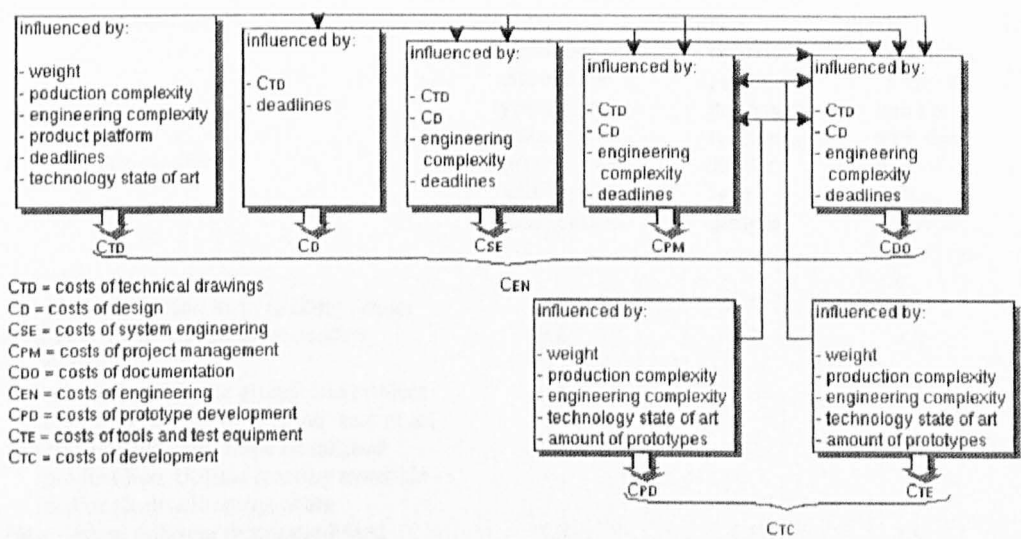 influenced by:
- weight
- poduction complexity
- engineering complexity
- product platform
- deadlines
- technology state of art
CTD
influenced by:
- CTD
- deadlines
CD
influenced by:
- CTD
- CD
- engineering
complexity
- deadlines
CSE
influenced by:
- CTD
- CD
- engineering
complexity
- deadlines
CPM
influenced by:
- CTD
- CD
- engineering
complexity
- deadlines
CDO
CEN
CTD = costs of technical drawings
CD = costs of design
CSE = costs of system engineering
CPM = costs of project management
CDO = costs of documentation
CEN = costs of engineering
CPD = costs of prototype development
CTE = costs of tools and test equipment
CTC = costs of development
influenced by:
- weight
- production complexity
- engineering complexity
- technology state of art
- amount of prototypes
CPD
influenced by:
- weight
- production complexity
- engineering complexity
- technology state of art
- amount of prototypes
CTE
CTC